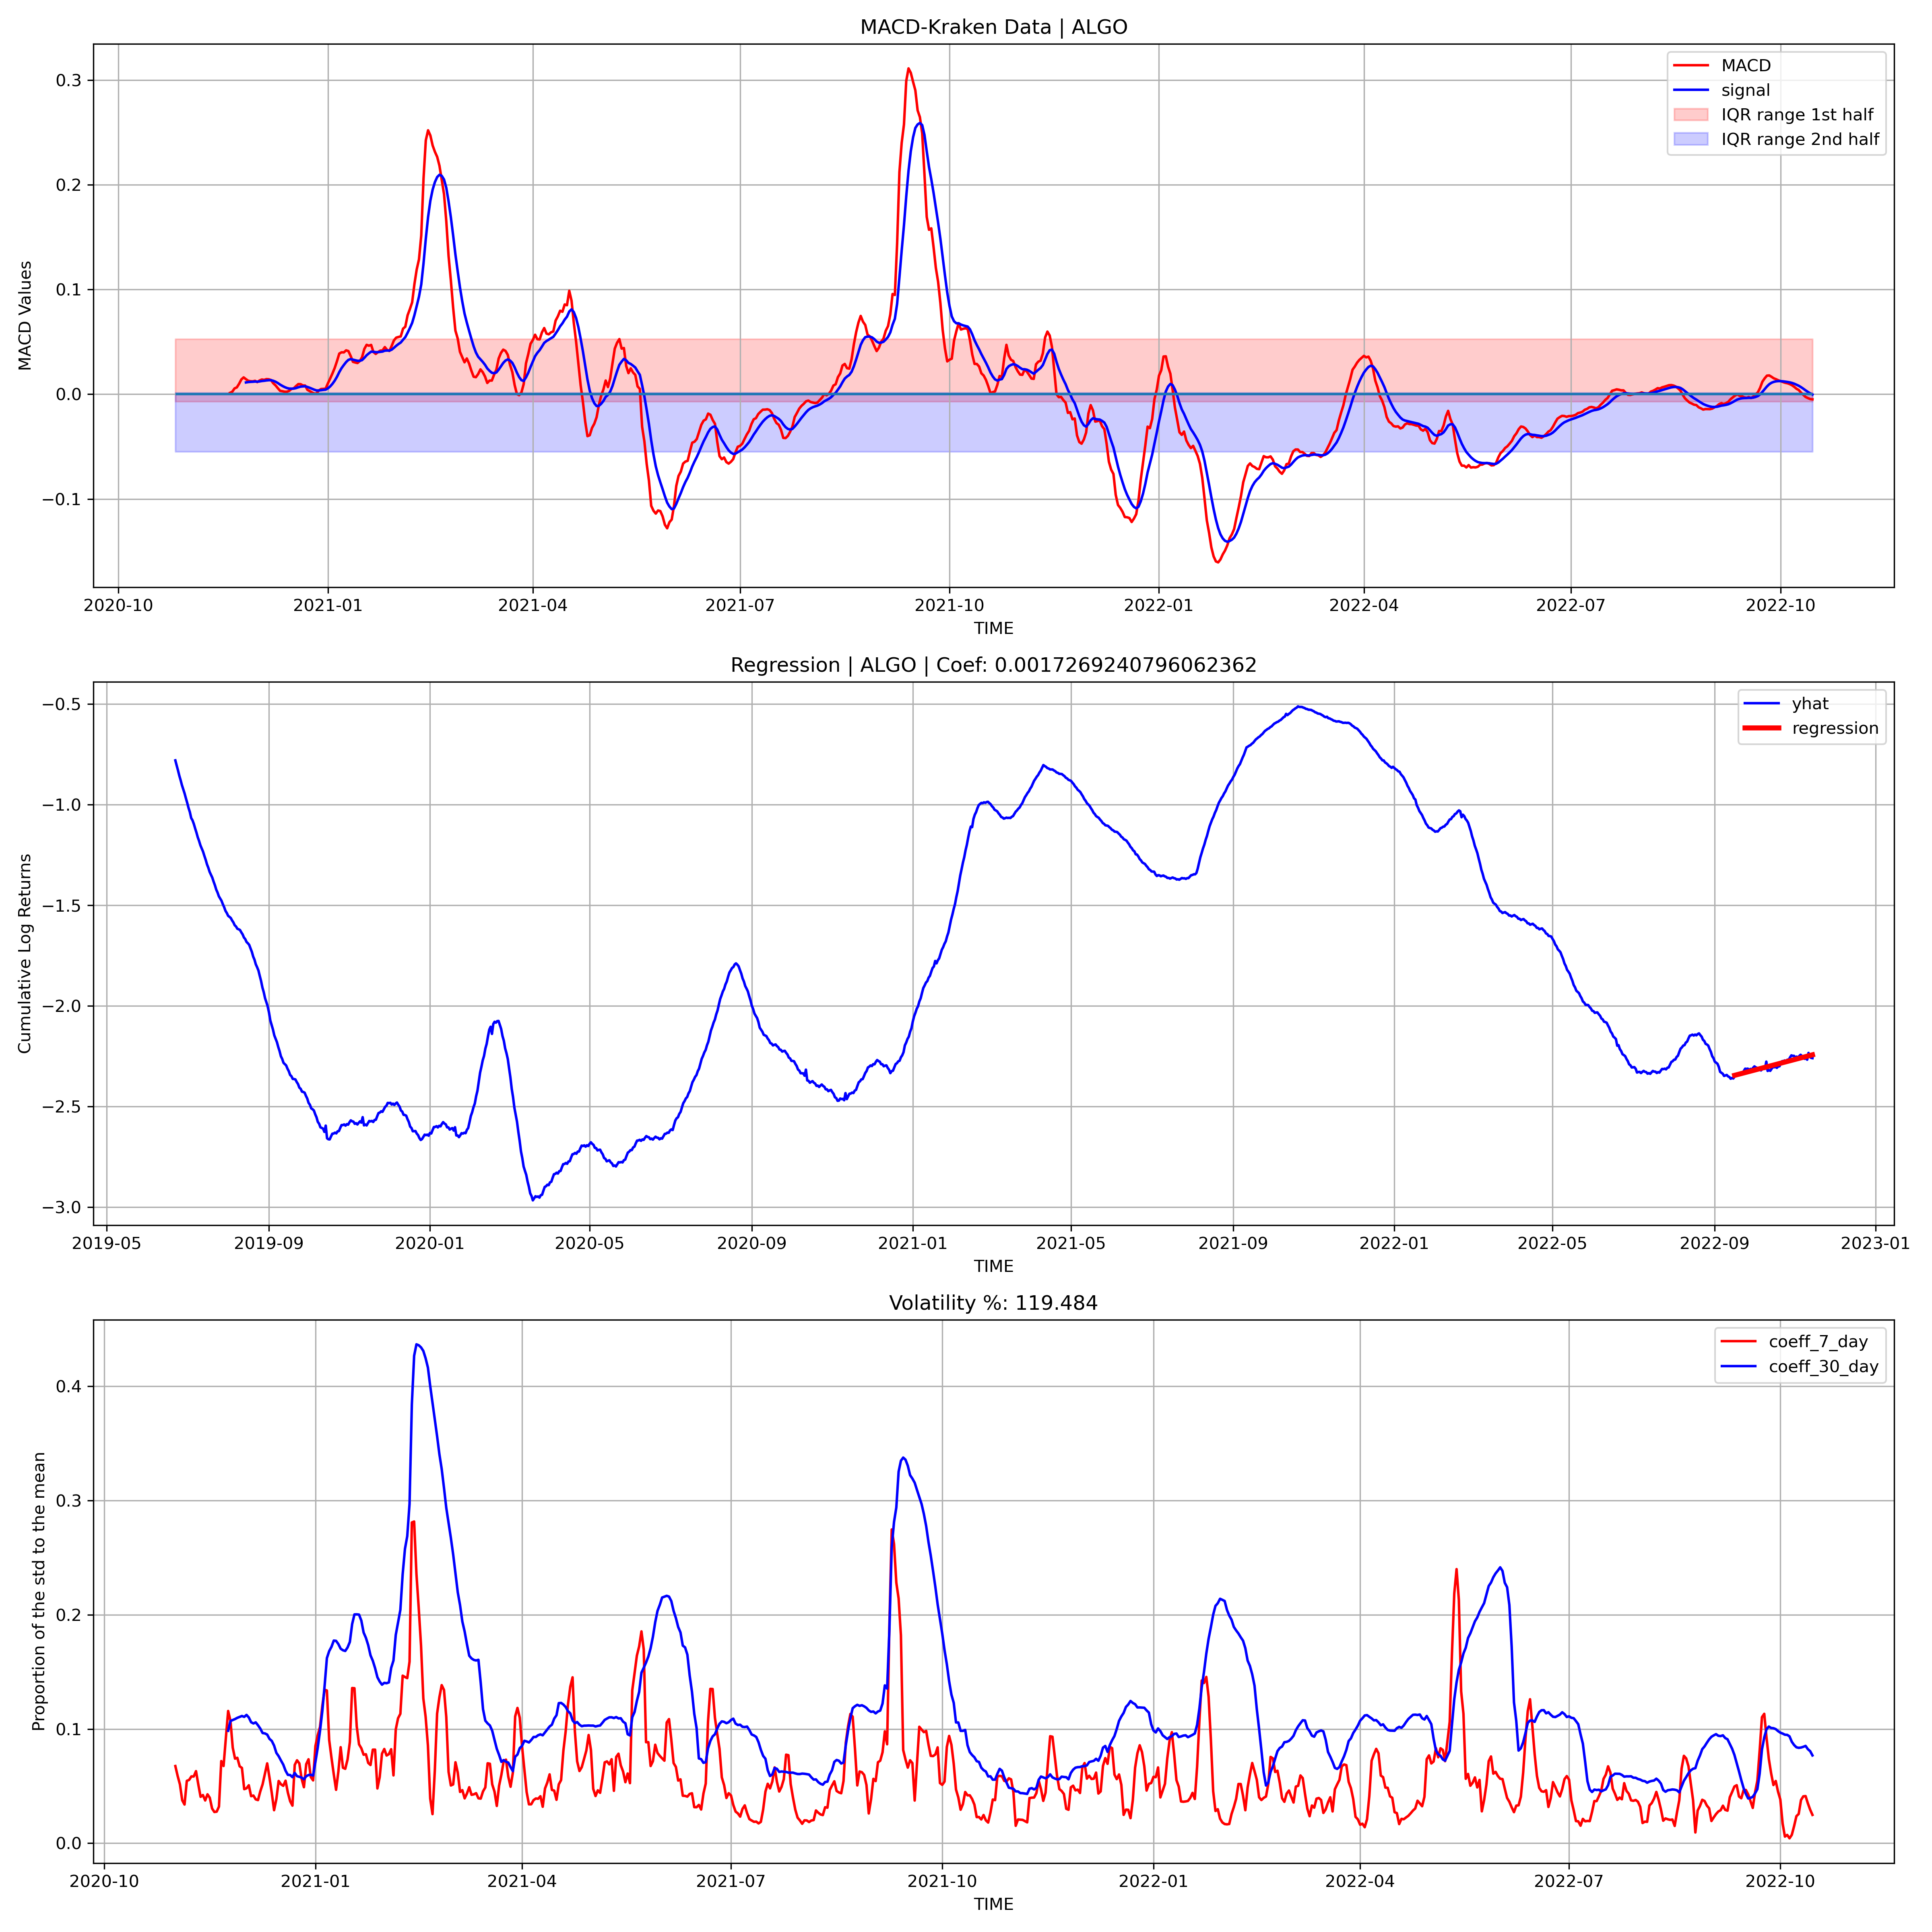 MACD-Kraken Data | ALGO
MACD
signal
IQR range 1st half
IQR range 2nd half
MACD Values
0.3
0.2
0.1
0.0
−0.1
2020-10 2021-01 2021-04 2021-07 2021-10 2022-01 2022-04 2022-07 2022-10
TIME
Regression | ALGO | Coef: 0.0017269240796062362
yhat
regression
Cumulative Log Returns
−0.5
−1.0
−1.5
−2.0
−2.5
−3.0
2019-05 2019-09 2020-01 2020-05 2020-09 2021-01 2021-05 2021-09 2022-01 2022-05 2022-09 2023-01
TIME
Volatility %: 119.484
coeff_7_day
coeff_30_day
Proportion of the std to the mean
0.4
0.3
0.2
0.1
0.0
2020-10 2021-01 2021-04 2021-07 2021-10 2022-01 2022-04 2022-07 2022-10
TIME